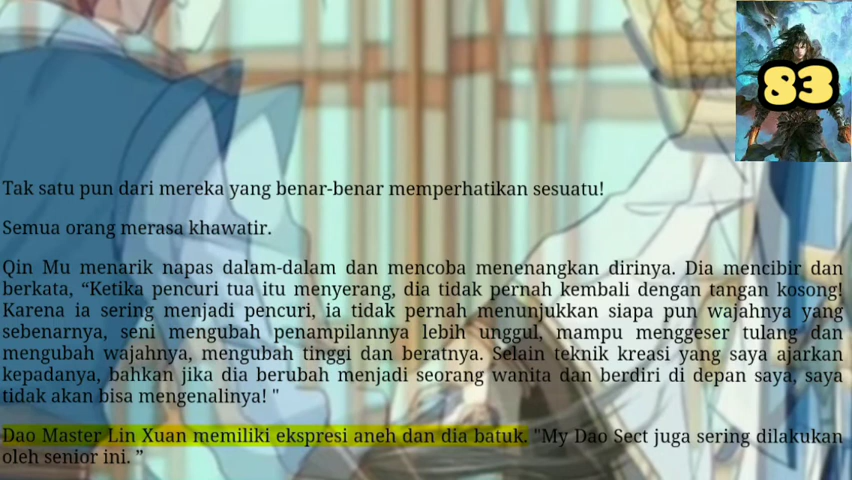 83
Tak satu pun dari mereka yang benar-benar memperhatikan sesuatu!
Semua orang merasa khawatir.
Qin Mu menarik napas dalam-dalam dan mencoba menenangkan dirinya. Dia mencibir dan
berkata, “Ketika pencuri tua itu menyerang, dia tidak pernah kembali dengan tangan kosong!
Karena ia sering menjadi pencuri, ia tidak pernah menunjukkan siapa pun wajahnya yang
sebenarnya, seni mengubah penampilannya lebih unggul, mampu menggeser tulang dan
mengubah wajahnya, mengubah tinggi dan beratnya. Selain teknik kreasi yang saya ajarkan
kepadanya, bahkan jika dia berubah menjadi seorang wanita dan berdiri di depan saya, saya
tidak akan bisa mengenalinya! "
Dao Master Lin Xuan memiliki ekspresi aneh dan dia batuk. "My Dao Sect juga sering dilakukan
oleh senior ini. ”